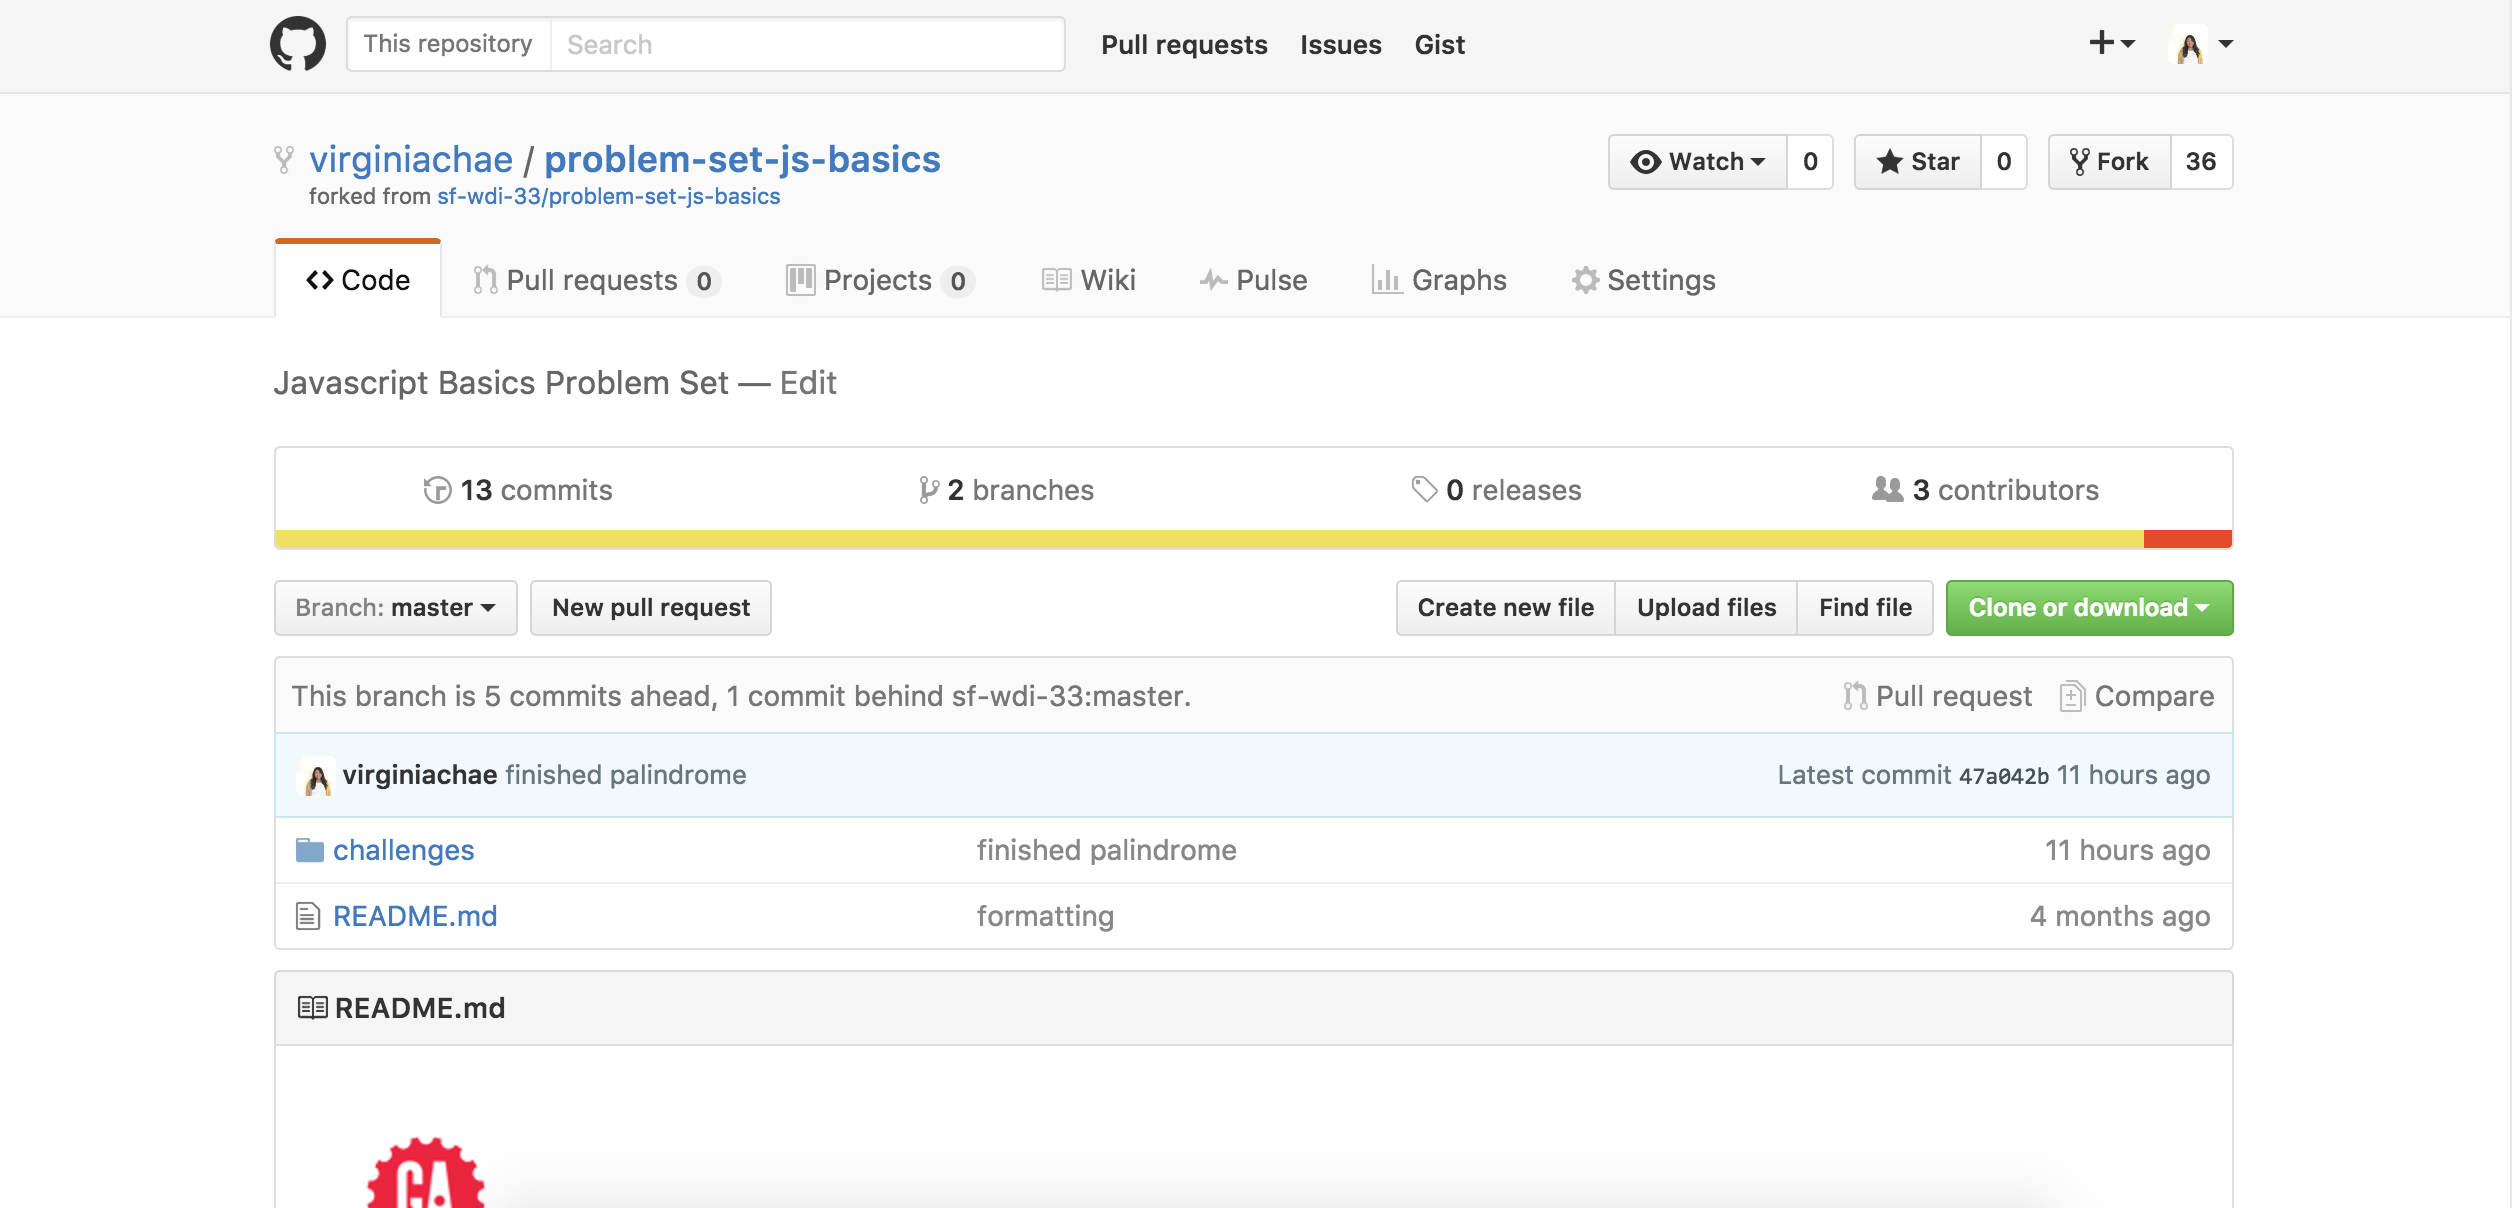 This repository Search Pull requests Issues Gist
virginiachae / problem-set-js-basics
Watch 0 Star 0 Fork 36
forked from sf-wdi-33/problem-set-js-basics
Code Pull requests 0 Projects 0 Wiki Pulse Graphs Settings
Javascript Basics Problem Set — Edit
13 commits 2 branches 0 releases 3 contributors
Branch: master New pull request Create new file Upload files Find file Clone or download
This branch is 5 commits ahead, 1 commit behind sf-wdi-33:master. Pull request Compare
virginiachae finished palindrome Latest commit 47a042b 11 hours ago
challenges finished palindrome 11 hours ago
README.md formatting 4 months ago
README.md
GA